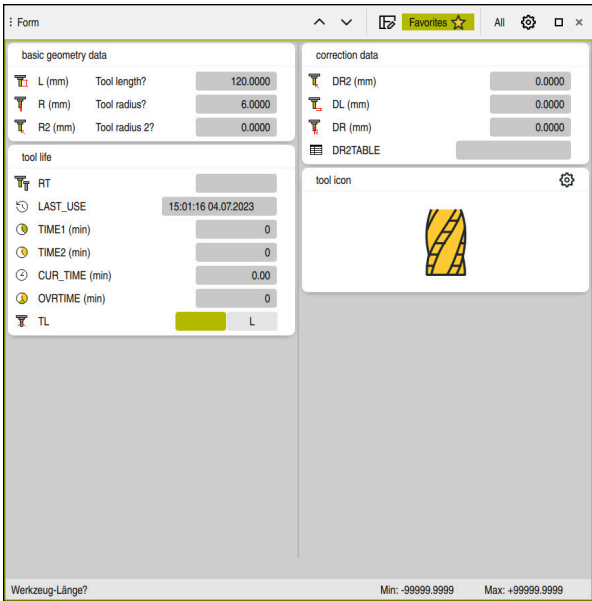 Form
Favorites
All
basic geometry data
L (mm) Tool length? 120.0000
R (mm) Tool radius? 6.0000
R2 (mm) Tool radius 2? 0.0000
tool life
RT
LAST_USE 15:01:16 04.07.2023
TIME1 (min) 0
TIME2 (min) 0
CUR_TIME (min) 0.00
OVRTIME (min) 0
TL L
correction data
DR2 (mm) 0.0000
DL (mm) 0.0000
DR (mm) 0.0000
DR2TABLE
tool icon
Werkzeug-Länge? Min: -99999.9999 Max: +99999.9999